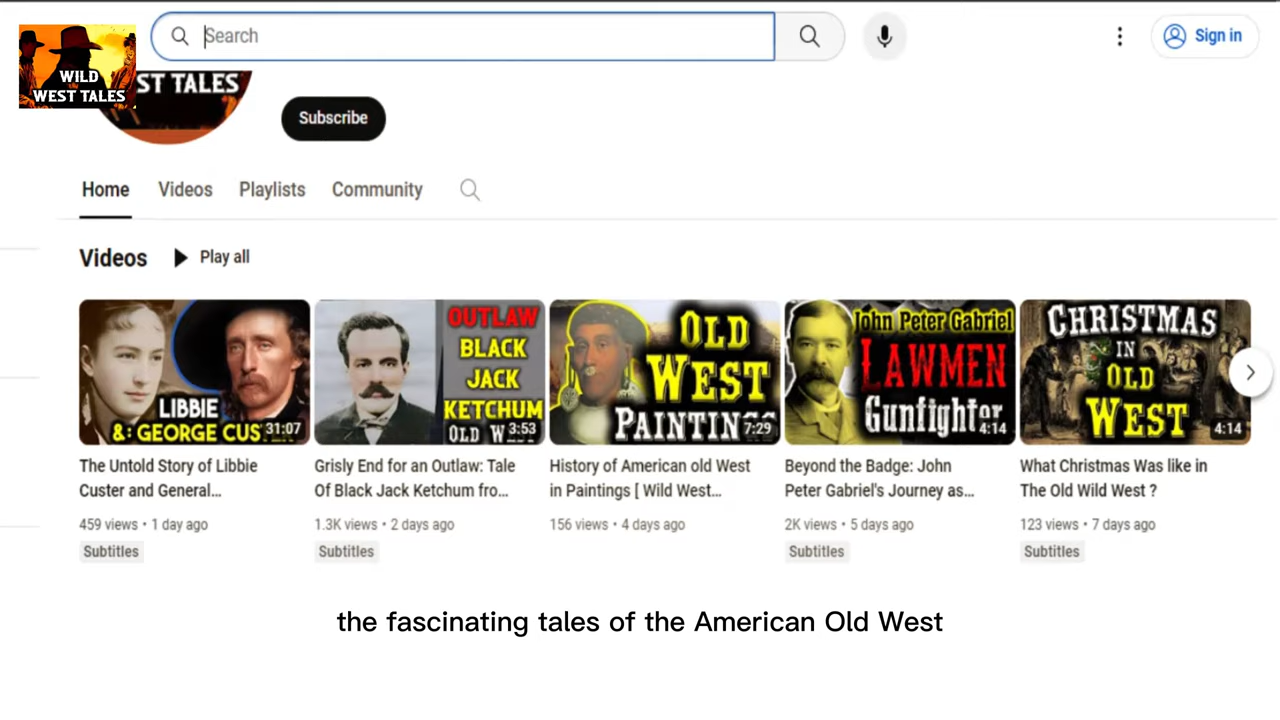 Search
Sign in
WILD
WEST TALES
ST TALES
Subscribe
Home
Videos
Playlists
Community
Videos
Play all
LIBBIE
&: GEORGE CUS
31:07
OUTLAW
BLACK
JACK
KETCHUM
OLD W
3:53
OLD
WEST
PAINTIN
7:29
John Peter Gabriel
LAWMEN
Gunfighter
4:14
CHRISTMAS
IN
OLD
WEST
4:14
The Untold Story of Libbie
Custer and General...
459 views • 1 day ago
Subtitles
Grisly End for an Outlaw: Tale
Of Black Jack Ketchum fro...
1.3K views • 2 days ago
Subtitles
History of American old West
in Paintings [ Wild West...
156 views • 4 days ago
Beyond the Badge: John
Peter Gabriel's Journey as...
2K views • 5 days ago
Subtitles
What Christmas Was like in
The Old Wild West ?
123 views • 7 days ago
Subtitles
the fascinating tales of the American Old West